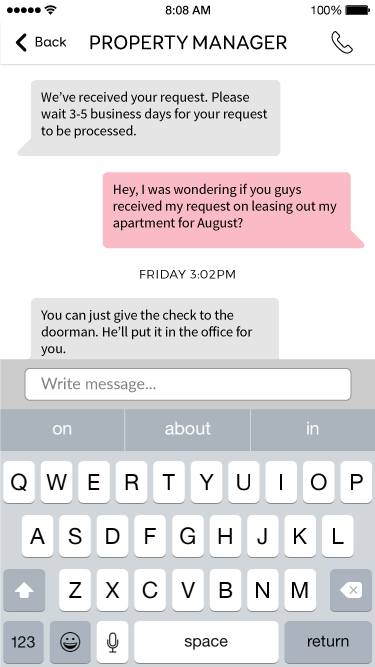 8:08 AM 100%
Back PROPERTY MANAGER
We've received your request. Please
wait 3-5 business days for your request
to be processed.
Hey, I was wondering if you guys
received my request on leasing out my
apartment for August?
FRIDAY 3:02PM
You can just give the check to the
doorman. He'll put it in the office for
you.
Write message...
on about in
Q W E R T Y U I O P
A S D F G H J K L
Z X C V B N M
123 space return